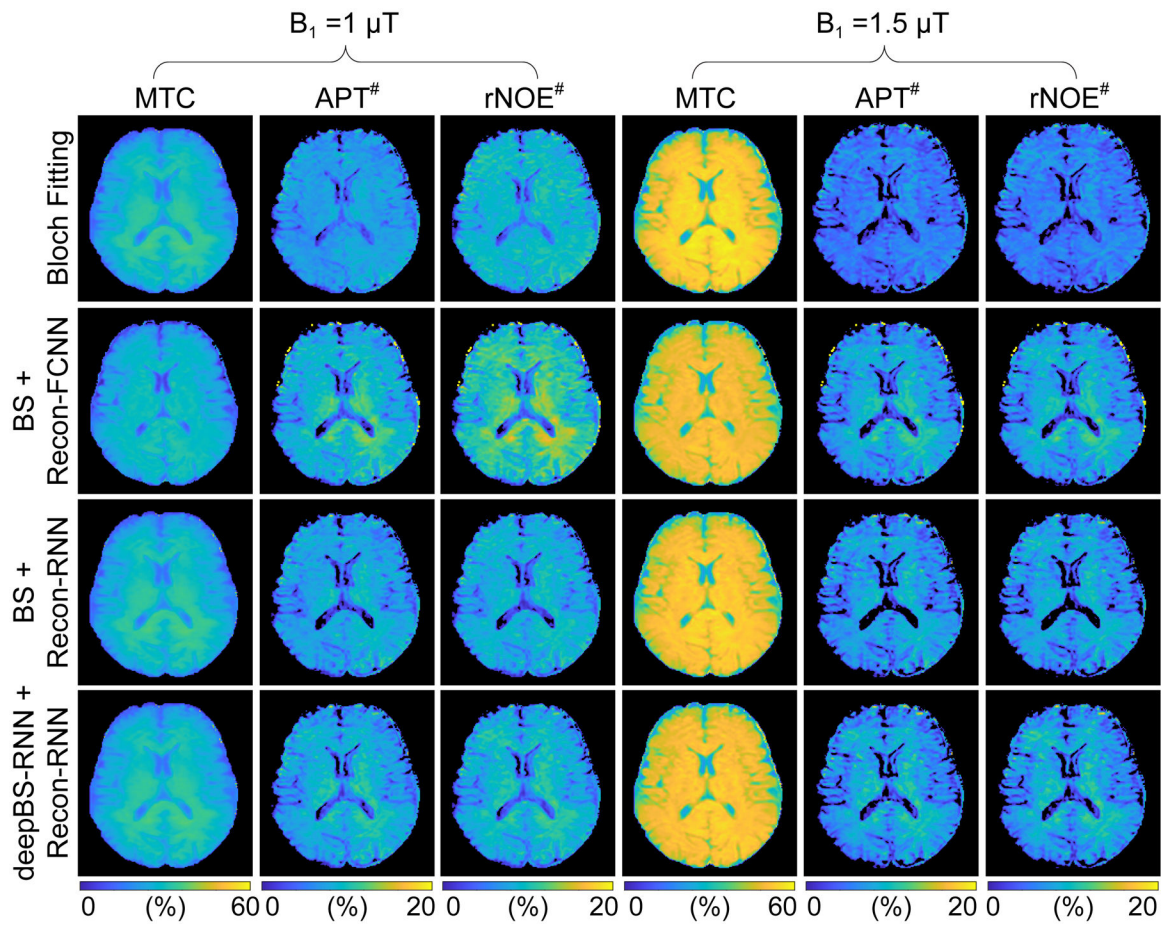 B₁ =1 µT
B₁ =1.5 µT
MTC
APT#
rNOE#
MTC
APT#
rNOE#
Bloch Fitting
BS +
Recon-FCNN
BS +
Recon-RNN
deepBS-RNN +
Recon-RNN
0 (%) 60
0 (%) 20
0 (%) 20
0 (%) 60
0 (%) 20
0 (%) 20